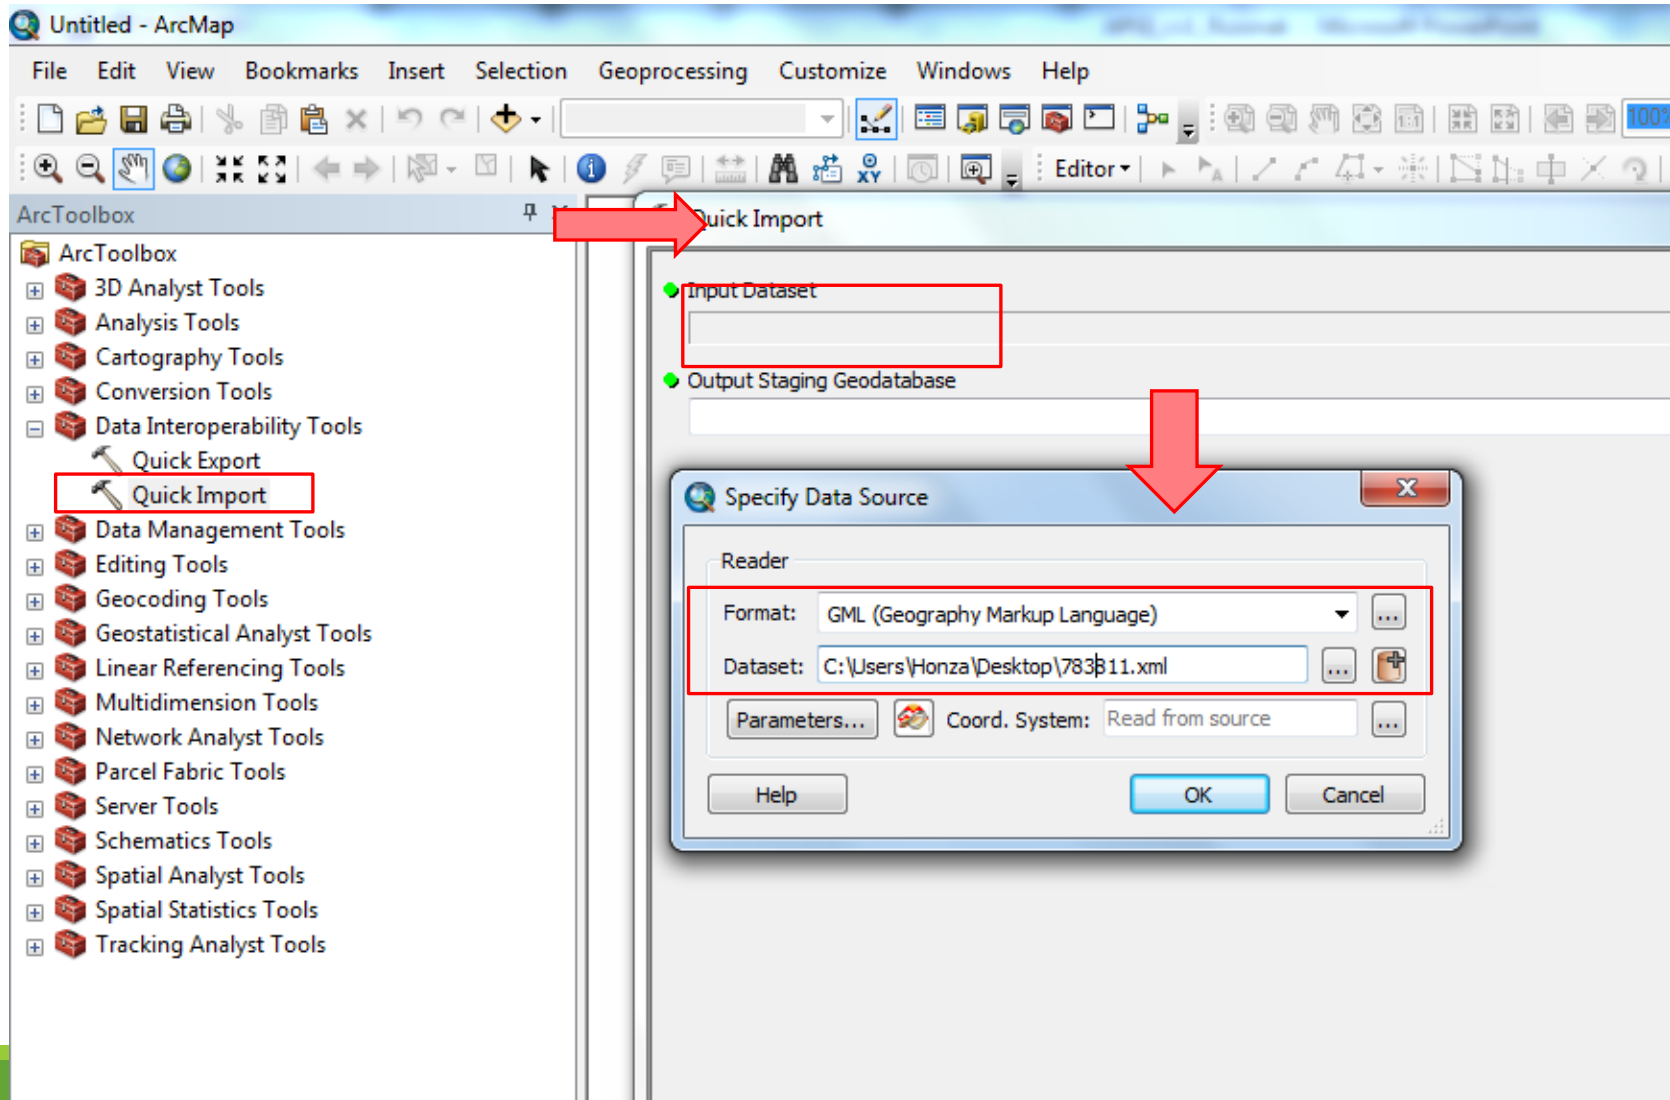 Untitled - ArcMap
File Edit View Bookmarks Insert Selection Geoprocessing Customize Windows Help
100%
Editor
ArcToolbox
Quick Import
ArcToolbox
3D Analyst Tools
Analysis Tools
Cartography Tools
Conversion Tools
Data Interoperability Tools
Quick Export
Quick Import
Data Management Tools
Editing Tools
Geocoding Tools
Geostatistical Analyst Tools
Linear Referencing Tools
Multidimension Tools
Network Analyst Tools
Parcel Fabric Tools
Server Tools
Schematics Tools
Spatial Analyst Tools
Spatial Statistics Tools
Tracking Analyst Tools
Input Dataset
Output Staging Geodatabase
Specify Data Source
Reader
Format: GML (Geography Markup Language) ...
Dataset: C:\Users\Honza\Desktop\783811.xml ...
Parameters... Coord. System: Read from source ...
Help OK Cancel